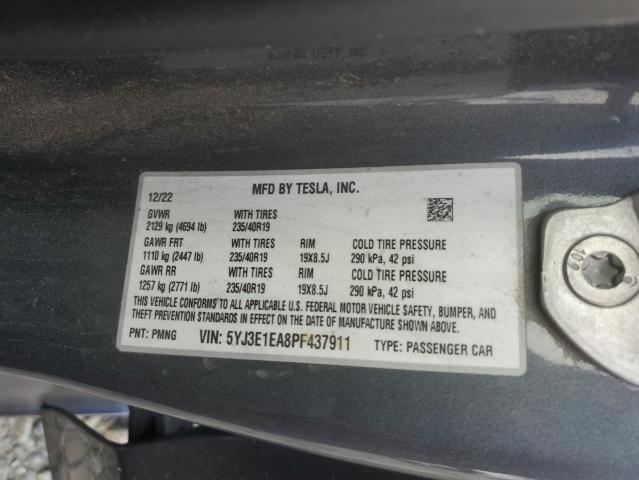 MFD BY TESLA, INC.
12/22
GVWR WITH TIRES
2129 kg (4694 lb) 235/40R19
GAWR FRT WITH TIRES RIM COLD TIRE PRESSURE
1110 kg (2447 lb) 235/40R19 19X8.5J 290 kPa, 42 psi
GAWR RR WITH TIRES RIM COLD TIRE PRESSURE
1257 kg (2771 lb) 235/40R19 19X8.5J 290 kPa, 42 psi
THIS VEHICLE CONFORMS TO ALL APPLICABLE U.S. FEDERAL MOTOR VEHICLE SAFETY, BUMPER, AND
THEFT PREVENTION STANDARDS IN EFFECT ON THE DATE OF MANUFACTURE SHOWN ABOVE.
PNT: PMNG VIN: 5YJ3E1EA8PF437911 TYPE: PASSENGER CAR